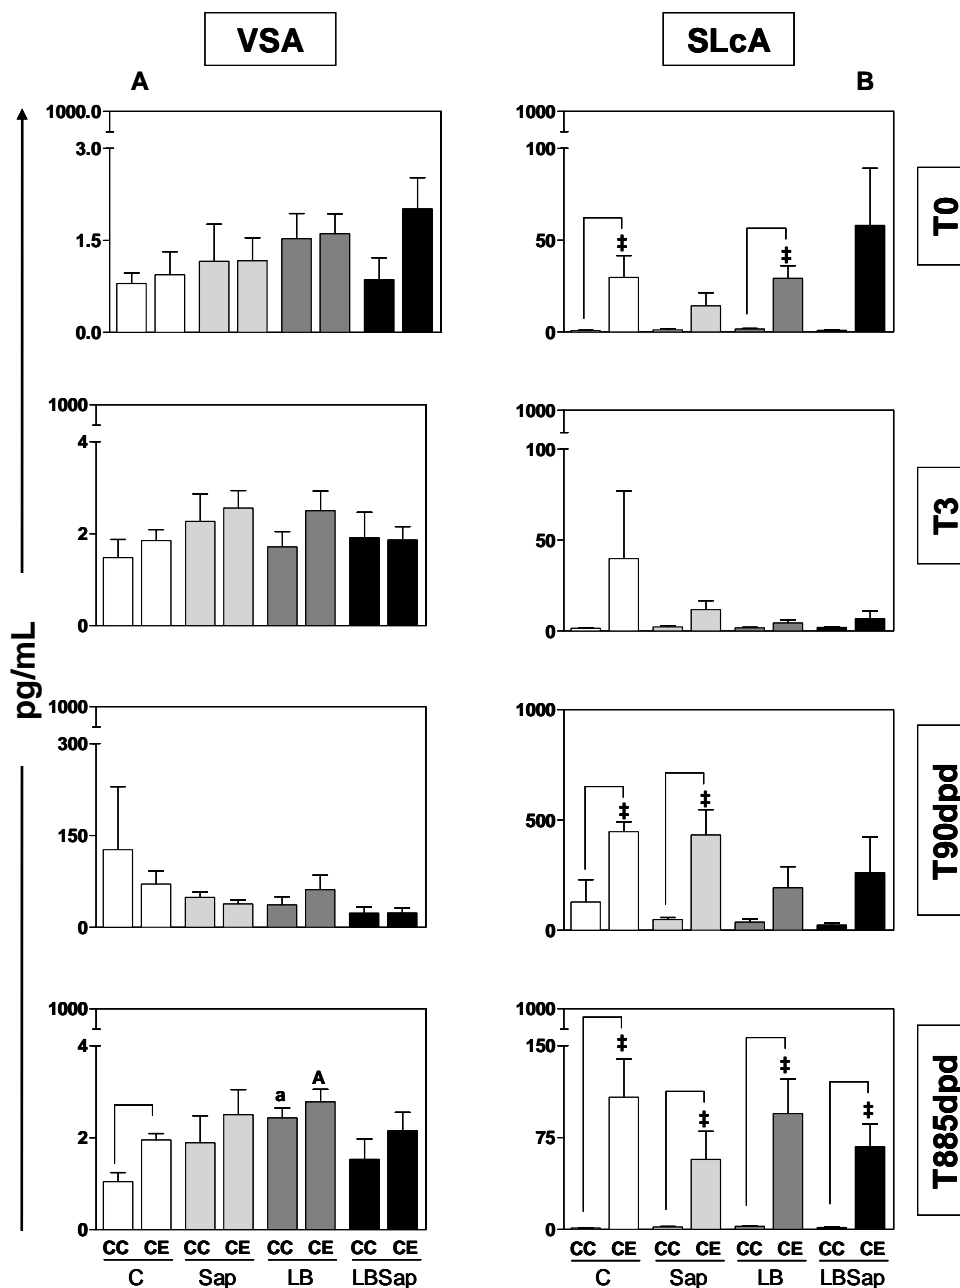 VSA
SLcA
A
B
1000.0
3.0
1.5
0.0
1000
100
50
0
‡
‡
T0
1000
4
2
0
1000
100
50
0
T3
pg/mL
1000
300
150
0
1000
500
0
‡
‡
T90dpd
1000
4
2
0
a
A
1000
150
75
0
‡
‡
‡
‡
T885dpd
CC CE CC CE CC CE CC CE
C Sap LB LBSap
CC CE CC CE CC CE CC CE
C Sap LB LBSap